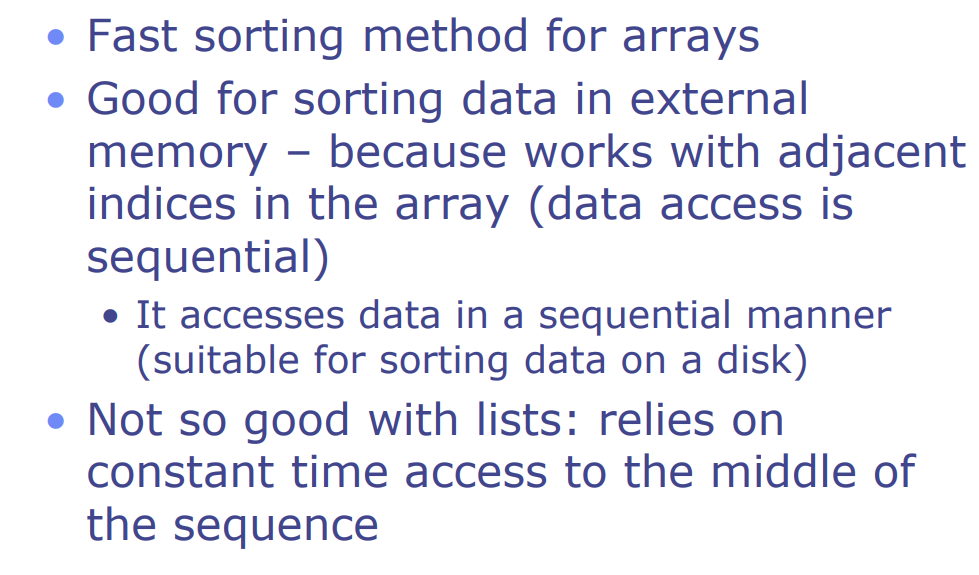 • Fast sorting method for arrays
• Good for sorting data in external
memory – because works with adjacent
indices in the array (data access is
sequential)
• It accesses data in a sequential manner
(suitable for sorting data on a disk)
• Not so good with lists: relies on
constant time access to the middle of
the sequence